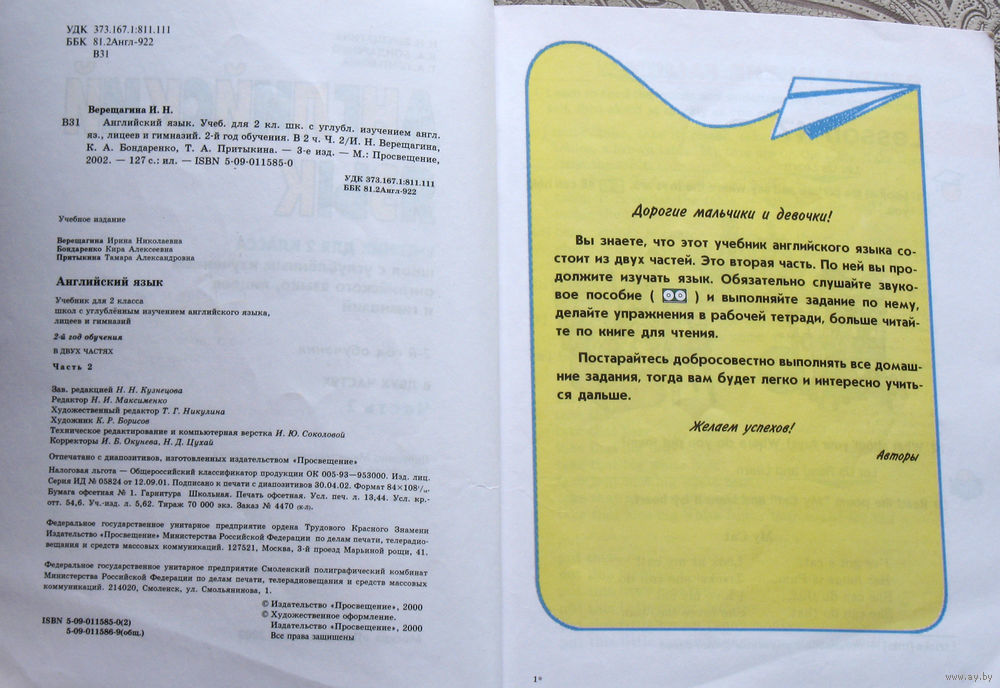 УДК 373.167.1:811.111
ББК 81.2Англ-922
В31
Верещагина И. Н.
В31 Английский язык. Учеб. для 2 кл. шк. с углубл. изучением англ.
яз., лицеев и гимназий. 2-й год обучения. В 2 ч. Ч. 2/И. Н. Верещагина,
К. А. Бондаренко, Т. А. Притыкина. — 3-е изд. — М.: Просвещение,
2002. — 127 с.: ил. — ISBN 5-09-011585-0
УДК 373.167.1:811.111
ББК 81.2Англ-922
Учебное издание
Верещагина Ирина Николаевна
Бондаренко Кира Алексеевна
Притыкина Тамара Александровна
Английский язык
Учебник для 2 класса
школ с углублённым изучением английского языка,
лицеев и гимназий
2-й год обучения
В ДВУХ ЧАСТЯХ
Часть 2
Зав. редакцией Н. Н. Кузнецова
Редактор Н. И. Максименко
Художественный редактор Т. Г. Никулина
Художник К. Р. Борисов
Техническое редактирование и компьютерная верстка И. Ю. Соколовой
Корректоры И. Б. Окунева, Н. Д. Цухай
Отпечатано с диапозитивов, изготовленных издательством «Просвещение»
Налоговая льгота — Общероссийский классификатор продукции ОК 005-93—953000. Изд. лиц.
Серия ИД № 05824 от 12.09.01. Подписано к печати с диапозитивов 30.04.02. Формат 84×108
Бумага офсетная № 1. Гарнитура Школьная. Печать офсетная. Усл. печ. л. 13,44. Усл. кр.-
отт. 54,6. Уч.-изд. л. 5,62. Тираж 70 000 экз. Заказ № 4470 (к-л).
Федеральное государственное унитарное предприятие ордена Трудового Красного Знамени
Издательство «Просвещение» Министерства Российской Федерации по делам печати, телерадио-
вещания и средств массовых коммуникаций. 127521, Москва, 3-й проезд Марьиной рощи, 41.
Федеральное государственное унитарное предприятие Смоленский полиграфический комбинат
Министерства Российской Федерации по делам печати, телерадиовещания и средств массовых
коммуникаций. 214020, Смоленск, ул. Смольянинова, 1.
© Издательство «Просвещение», 2000
© Художественное оформление.
Издательство «Просвещение», 2000
Все права защищены
ISBN 5-09-011585-0(2)
5-09-011586-9(общ.)
Дорогие мальчики и девочки!
Вы знаете, что этот учебник английского языка со-
стоит из двух частей. Это вторая часть. По ней вы про-
должите изучать язык. Обязательно слушайте звуко-
вое пособие ( ) и выполняйте задание по нему,
делайте упражнения в рабочей тетради, больше читай-
те по книге для чтения.
Постарайтесь добросовестно выполнять все домаш-
ние задания, тогда вам будет легко и интересно учить-
ся дальше.
Желаем успехов!
Авторы
1*
www.ay.by